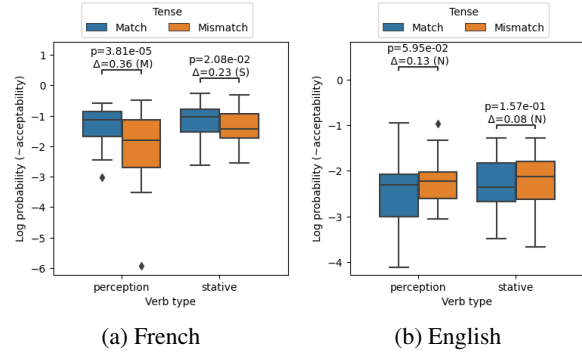 Tense
Match Mismatch
p=3.81e-05
Δ=0.36 (M)
p=2.08e-02
Δ=0.23 (S)
1
0
−1
−2
−3
−4
−5
−6
Log probability (~acceptability)
perception stative
Verb type
(a) French
Tense
Match Mismatch
p=5.95e-02
Δ=0.13 (N)
p=1.57e-01
Δ=0.08 (N)
0
−1
−2
−3
−4
Log probability (~acceptability)
perception stative
Verb type
(b) English